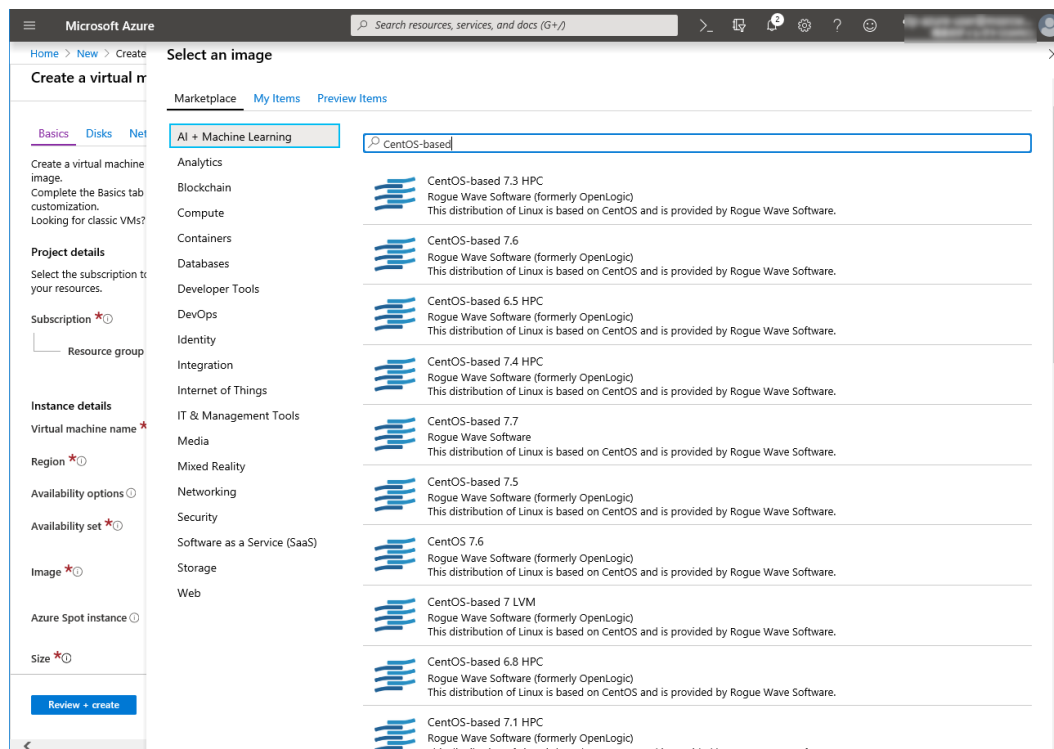 Microsoft Azure
Search resources, services, and docs (G+/)
2
Home > New > Create
Create a virtual m
Basics Disks Net
Create a virtual machine
image.
Complete the Basics tab
customization.
Looking for classic VMs?
Project details
Select the subscription to
your resources.
Subscription *
Resource group
Instance details
Virtual machine name *
Region *
Availability options
Availability set *
Image *
Azure Spot instance
Size *
Review + create
Select an image
Marketplace My Items Preview Items
AI + Machine Learning
Analytics
Blockchain
Compute
Containers
Databases
Developer Tools
DevOps
Identity
Integration
Internet of Things
IT & Management Tools
Media
Mixed Reality
Networking
Security
Software as a Service (SaaS)
Storage
Web
CentOS-based
CentOS-based 7.3 HPC
Rogue Wave Software (formerly OpenLogic)
This distribution of Linux is based on CentOS and is provided by Rogue Wave Software.
CentOS-based 7.6
Rogue Wave Software (formerly OpenLogic)
This distribution of Linux is based on CentOS and is provided by Rogue Wave Software.
CentOS-based 6.5 HPC
Rogue Wave Software (formerly OpenLogic)
This distribution of Linux is based on CentOS and is provided by Rogue Wave Software.
CentOS-based 7.4 HPC
Rogue Wave Software (formerly OpenLogic)
This distribution of Linux is based on CentOS and is provided by Rogue Wave Software.
CentOS-based 7.7
Rogue Wave Software
This distribution of Linux is based on CentOS and is provided by Rogue Wave Software.
CentOS-based 7.5
Rogue Wave Software (formerly OpenLogic)
This distribution of Linux is based on CentOS and is provided by Rogue Wave Software.
CentOS 7.6
Rogue Wave Software (formerly OpenLogic)
This distribution of Linux is based on CentOS and is provided by Rogue Wave Software.
CentOS-based 7 LVM
Rogue Wave Software (formerly OpenLogic)
This distribution of Linux is based on CentOS and is provided by Rogue Wave Software.
CentOS-based 6.8 HPC
Rogue Wave Software (formerly OpenLogic)
This distribution of Linux is based on CentOS and is provided by Rogue Wave Software.
CentOS-based 7.1 HPC
Rogue Wave Software (formerly OpenLogic)